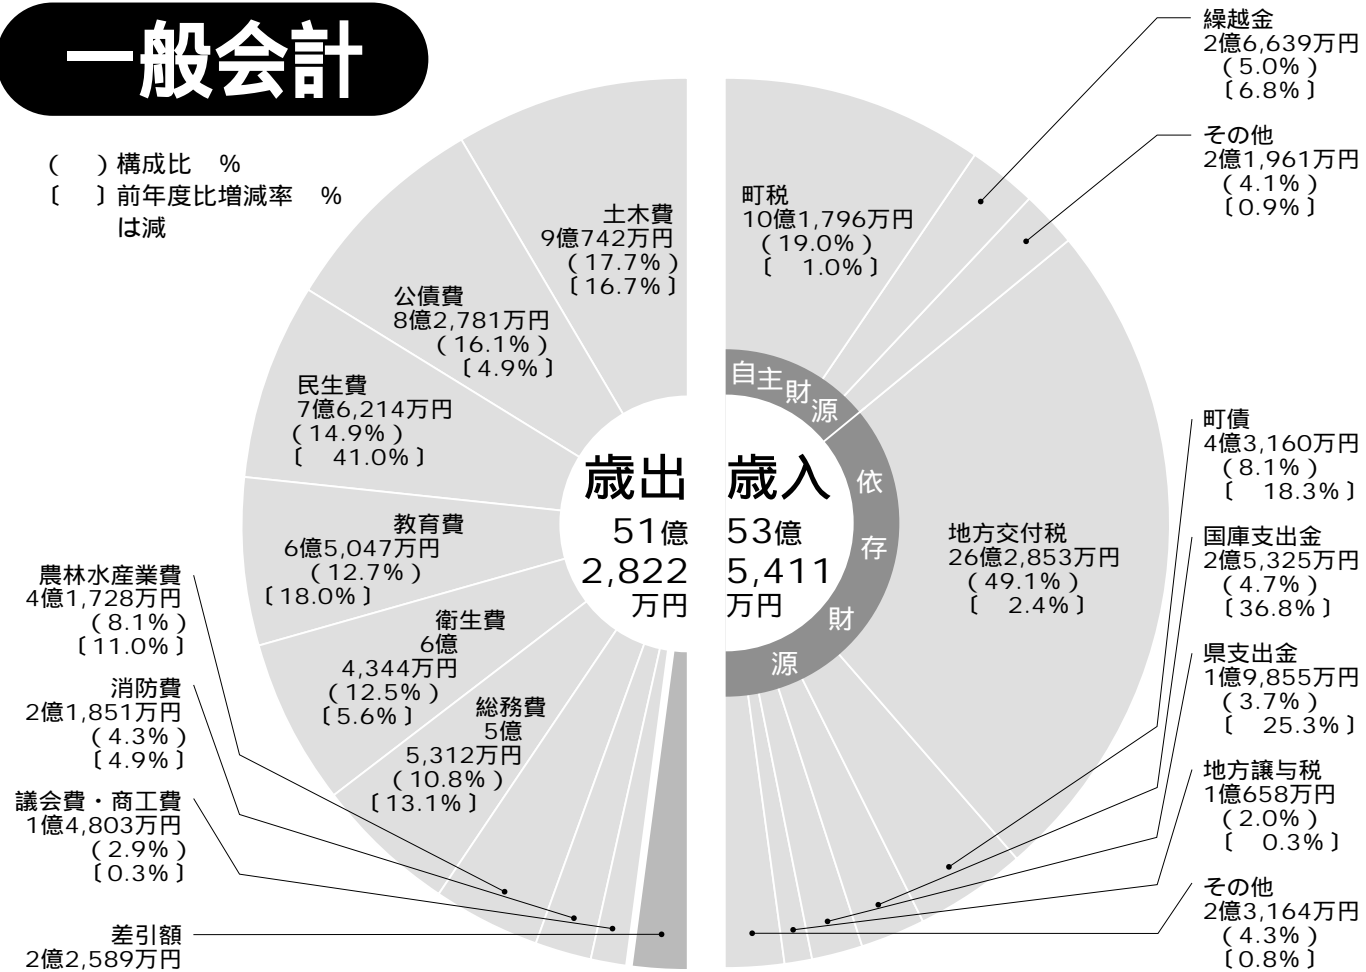 一般会計
(　) 構成比　%
〔　〕前年度比増減率　%
は減
土木費
9億742万円
(17.7%)
〔16.7%〕
公債費
8億2,781万円
(16.1%)
〔4.9%〕
民生費
7億6,214万円
(14.9%)
〔　41.0%〕
教育費
6億5,047万円
(12.7%)
〔18.0%〕
衛生費
6億
4,344万円
(12.5%)
〔5.6%〕
総務費
5億
5,312万円
(10.8%)
〔13.1%〕
農林水産業費
4億1,728万円
(8.1%)
〔11.0%〕
消防費
2億1,851万円
(4.3%)
〔4.9%〕
議会費・商工費
1億4,803万円
(2.9%)
〔0.3%〕
差引額
2億2,589万円
歳出
51億
2,822
万円
歳入
53億
5,411
万円
自主財源
依存財源
町税
10億1,796万円
(19.0%)
〔　1.0%〕
繰越金
2億6,639万円
(5.0%)
〔6.8%〕
その他
2億1,961万円
(4.1%)
〔0.9%〕
地方交付税
26億2,853万円
(49.1%)
〔　2.4%〕
町債
4億3,160万円
(8.1%)
〔　18.3%〕
国庫支出金
2億5,325万円
(4.7%)
〔36.8%〕
県支出金
1億9,855万円
(3.7%)
〔　25.3%〕
地方譲与税
1億658万円
(2.0%)
〔　0.3%〕
その他
2億3,164万円
(4.3%)
〔0.8%〕